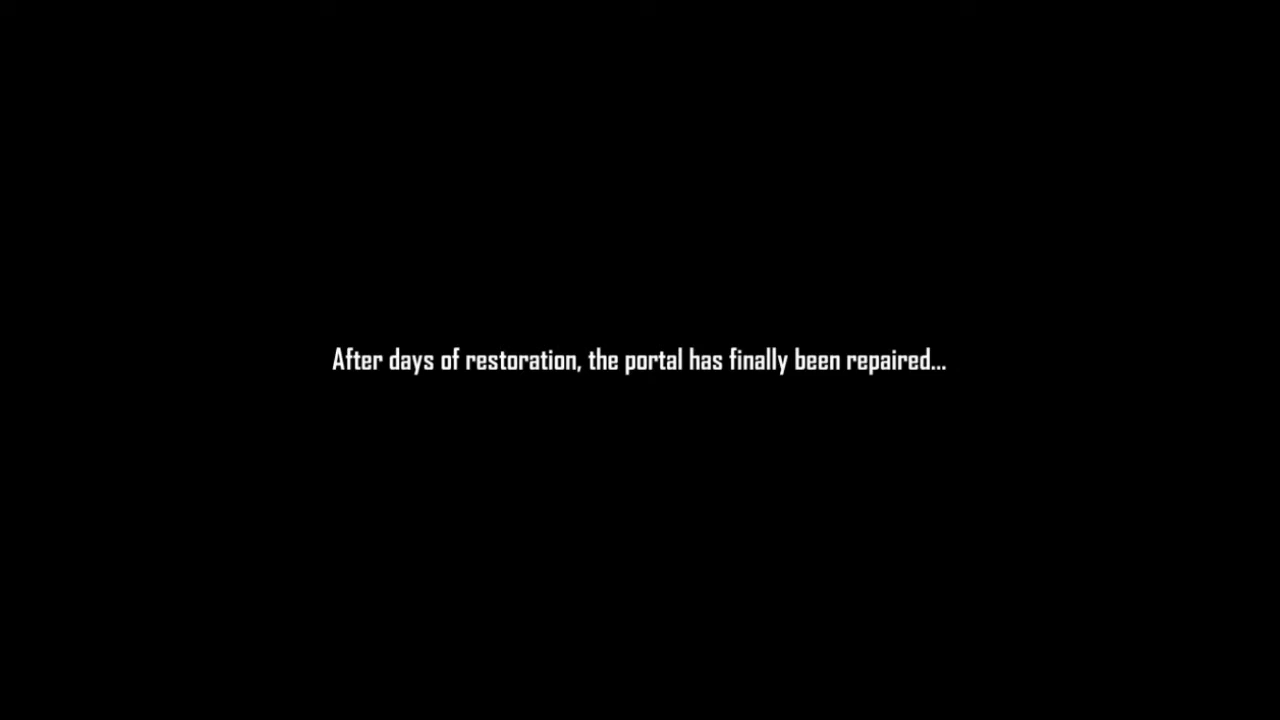 After days of restoration, the portal has finally been repaired...